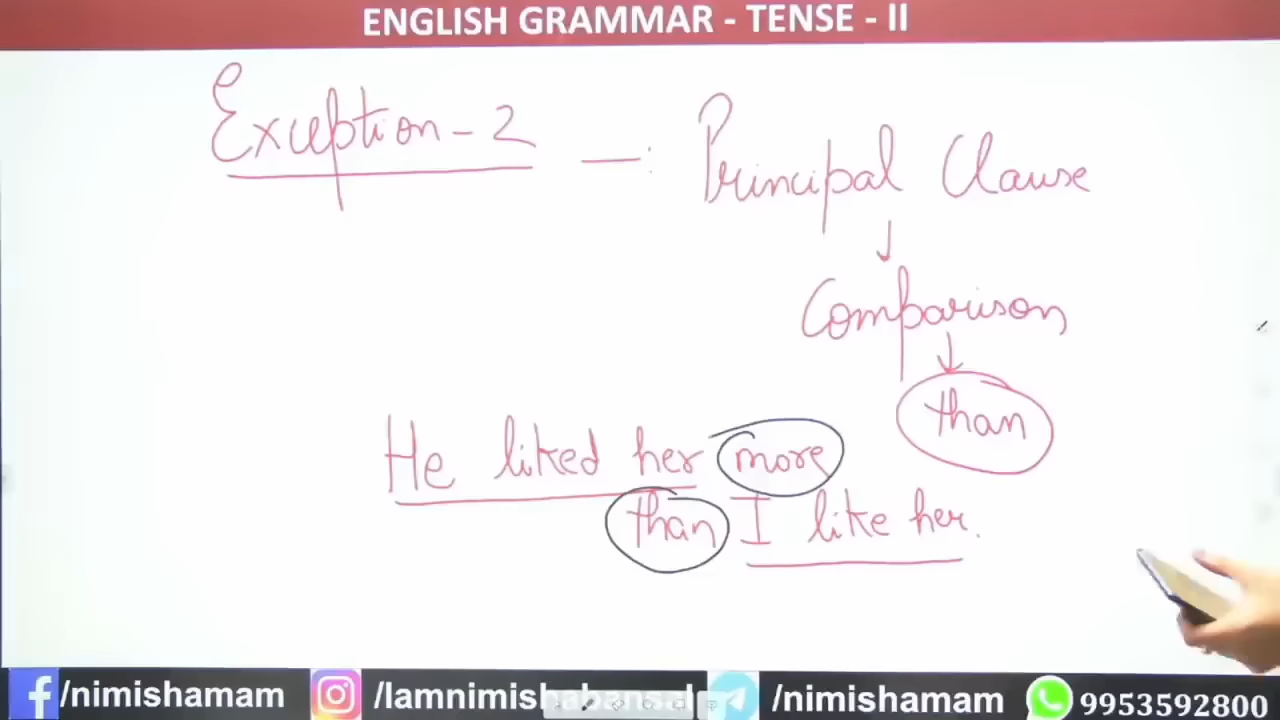 ENGLISH GRAMMAR - TENSE - II
Exception - 2 —: Principal Clause
↓
Comparison
↓
than
He liked her more
than I like her.
/nimishamam /Iamnimishabansal /nimishamam 9953592800